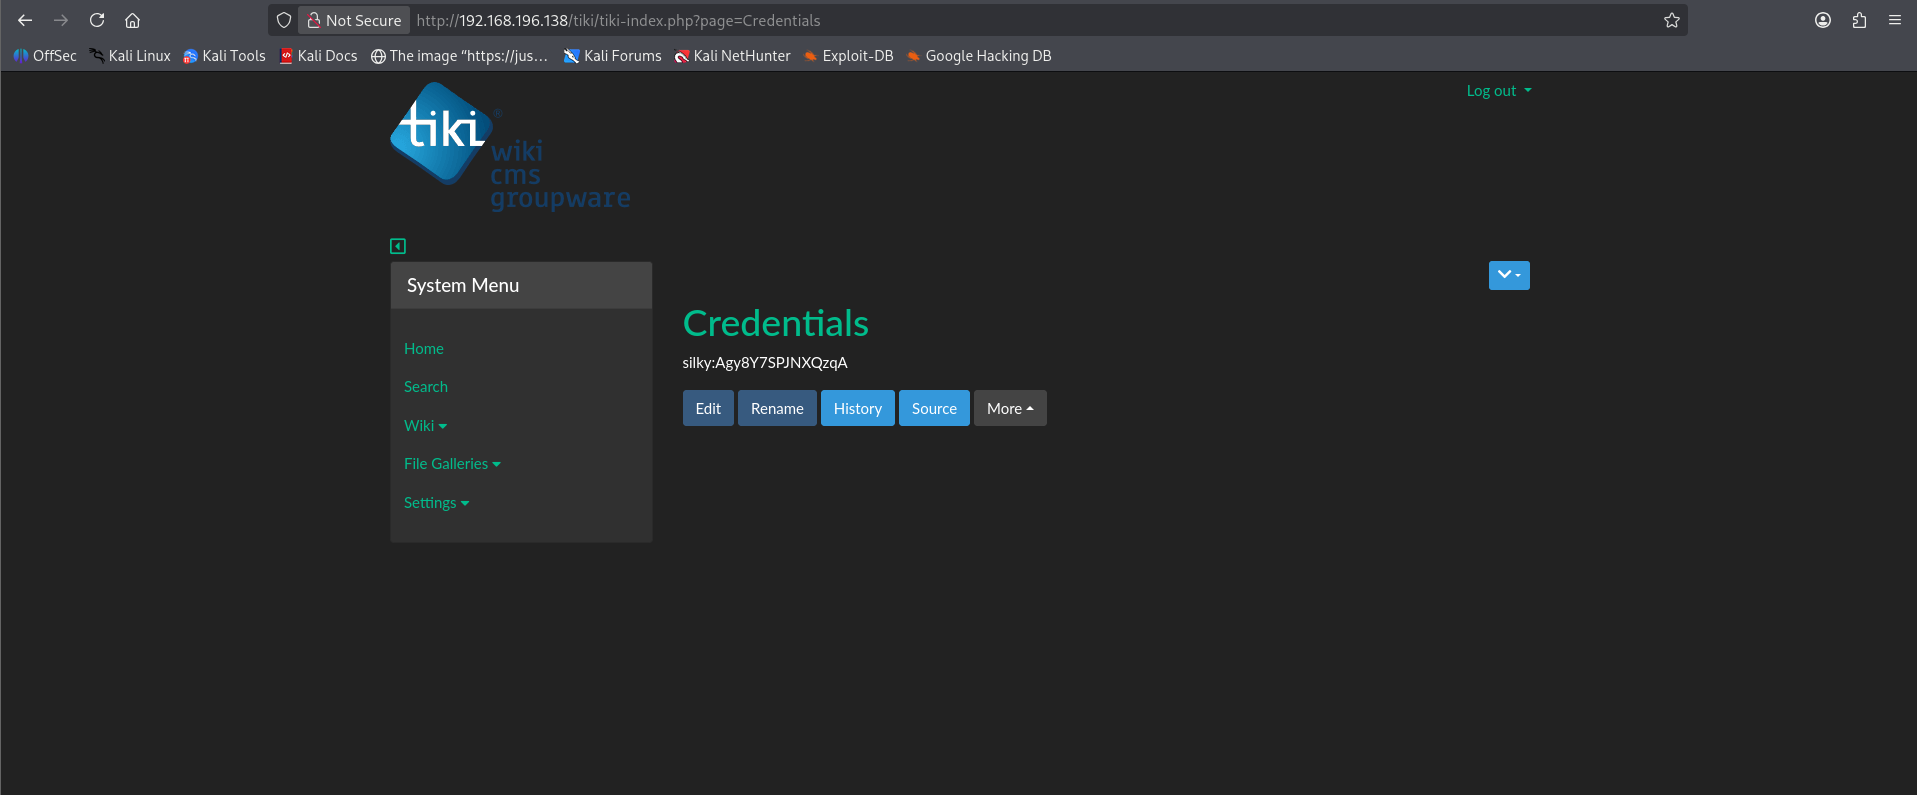 Not Secure http://192.168.196.138/tiki/tiki-index.php?page=Credentials
OffSec Kali Linux Kali Tools Kali Docs The image “https://jus… Kali Forums Kali NetHunter Exploit-DB Google Hacking DB
Log out
tiki®
wiki
cms
groupware
System Menu
Home
Search
Wiki
File Galleries
Settings
Credentials
silky:Agy8Y7SPJNXQzqA
Edit Rename History Source More